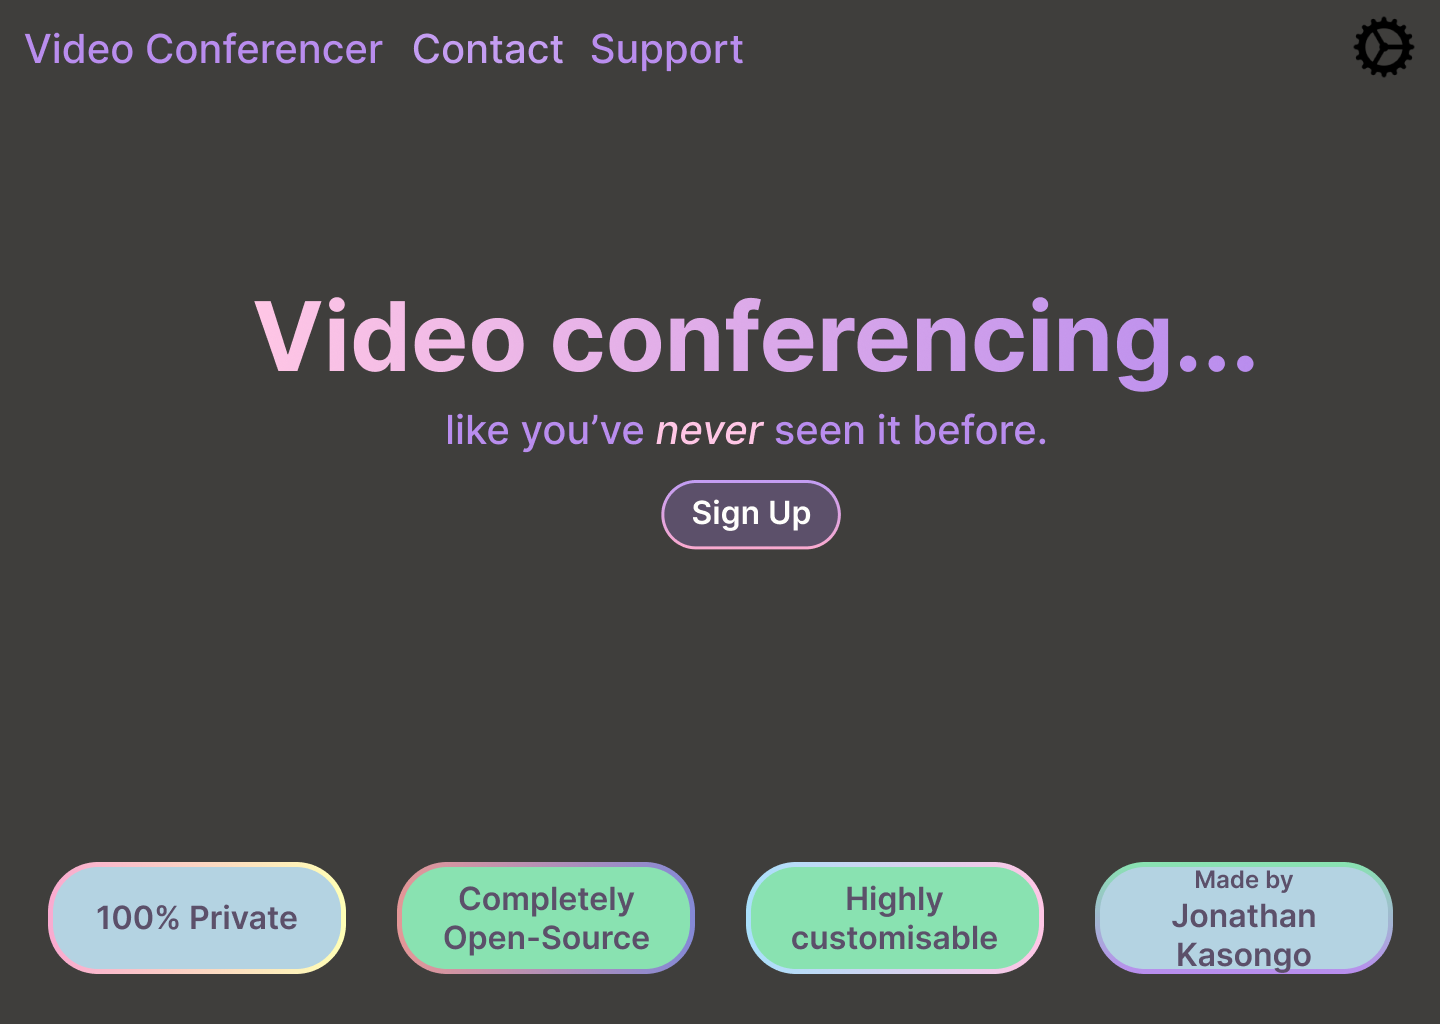 Video Conferencer Contact Support
Video conferencing...
like you’ve never seen it before.
Sign Up
100% Private
Completely
Open-Source
Highly
customisable
Made by
Jonathan
Kasongo